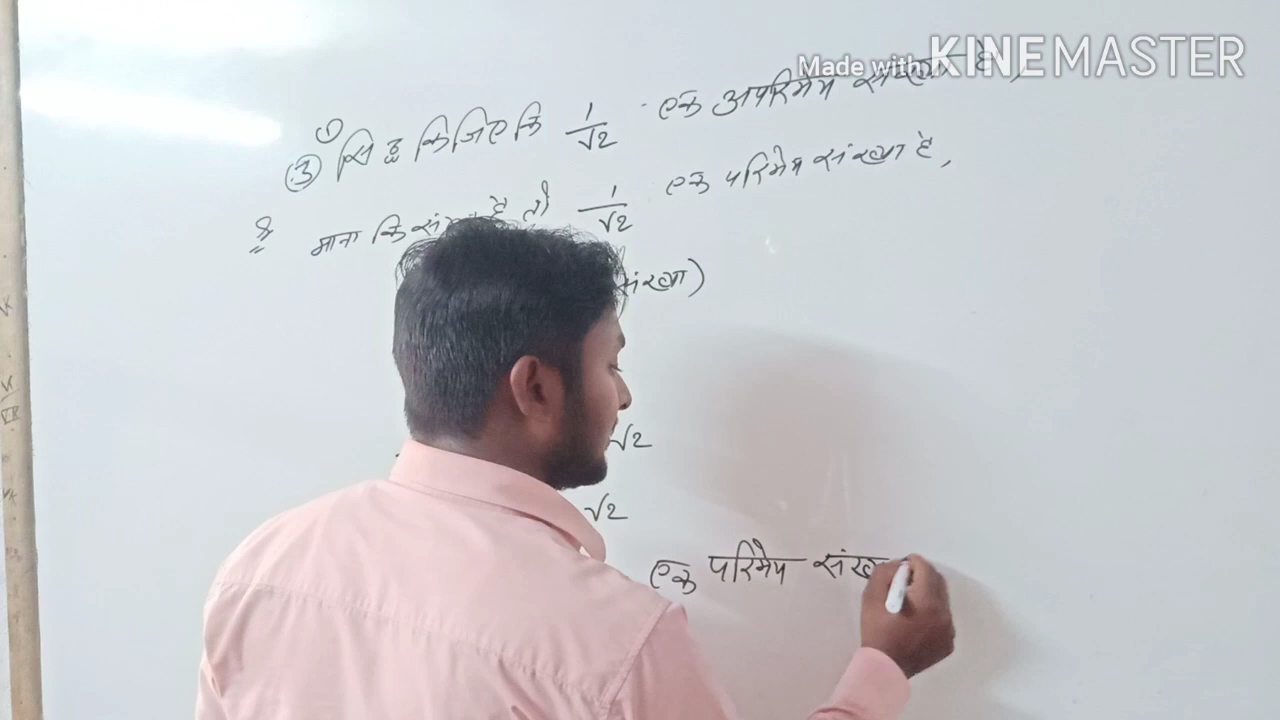 Made with KINEMASTER
③ सिद्ध किजिए कि 1/√2 एक अपरिमेय संख्या है,
माना कि सं है तो 1/√2 एक परिमेय संख्या है,
संख्या)
√2
√2
एक परिमेय संख्